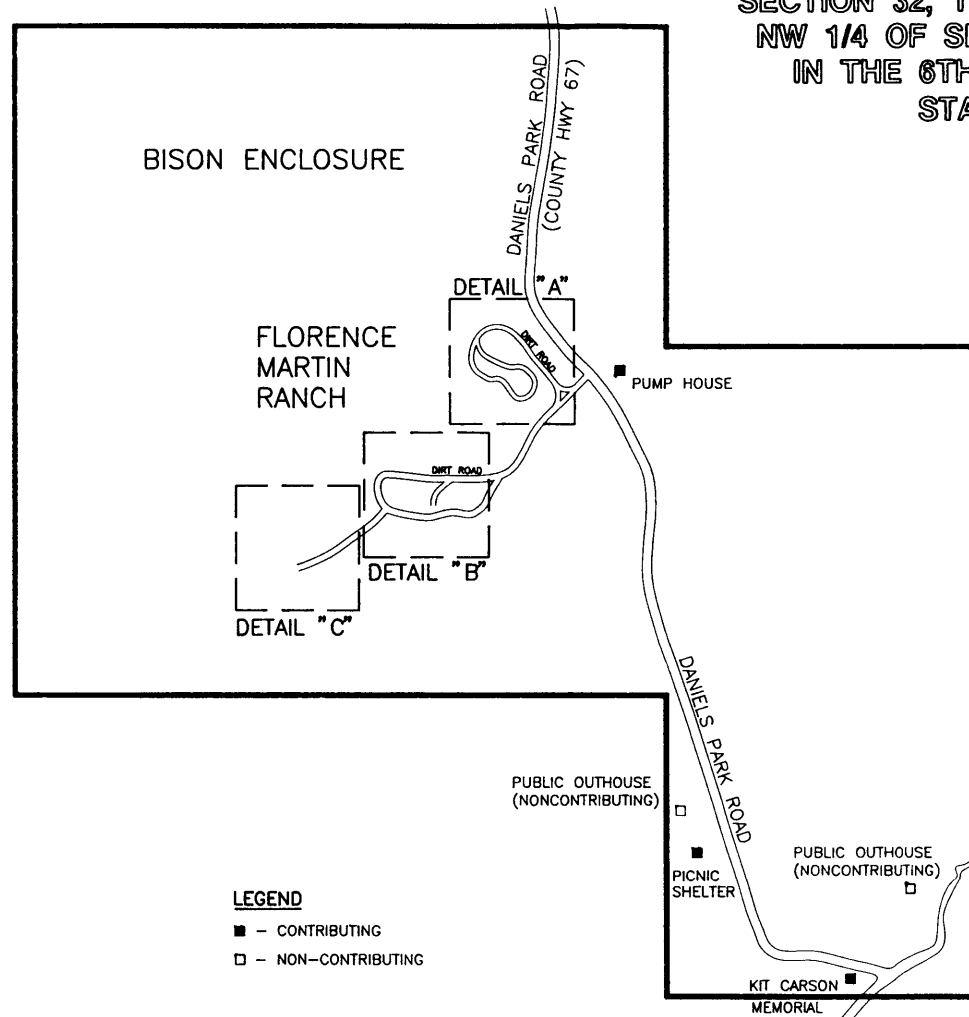 SECTION 32, T
NW 1/4 OF SE
IN THE 6TH
STA
BISON ENCLOSURE
DANIELS PARK ROAD
(COUNTY HWY 67)
DETAIL "A"
DIRT ROAD
FLORENCE
MARTIN
RANCH
PUMP HOUSE
DIRT ROAD
DETAIL "B"
DETAIL "C"
DANIELS PARK ROAD
PUBLIC OUTHOUSE
(NONCONTRIBUTING)
PICNIC
SHELTER
PUBLIC OUTHOUSE
(NONCONTRIBUTING)
LEGEND
■ - CONTRIBUTING
□ - NON-CONTRIBUTING
KIT CARSON
MEMORIAL